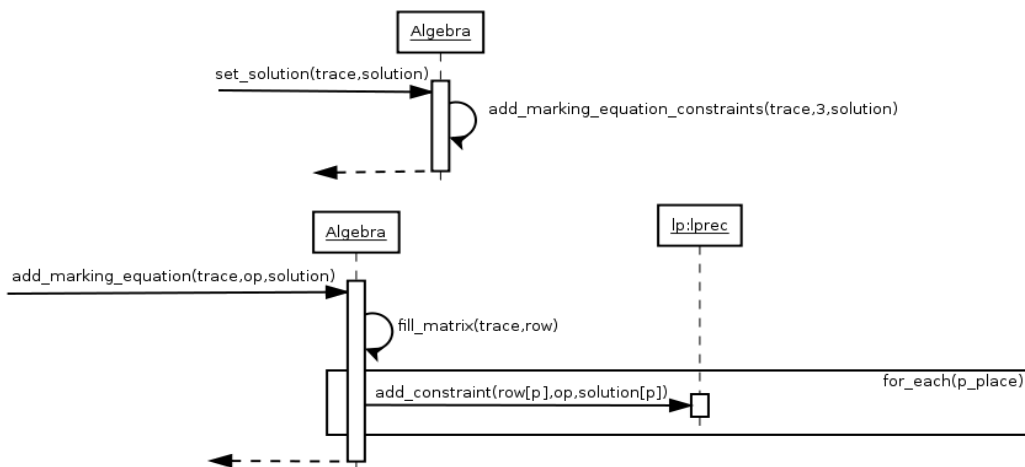 Algebra
set_solution(trace,solution)
add_marking_equation_constraints(trace,3,solution)
Algebra
lp:lprec
add_marking_equation(trace,op,solution)
fill_matrix(trace,row)
for_each(p_place)
add_constraint(row[p],op,solution[p])